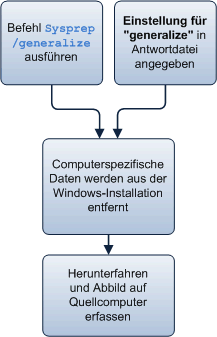 Befehl Sysprep
/generalize
ausführen
Einstellung für
"generalize" in
Antwortdatei
angegeben
Computerspezifische
Daten werden aus der
Windows-Installation
entfernt
Herunterfahren
und Abbild auf
Quellcomputer
erfassen